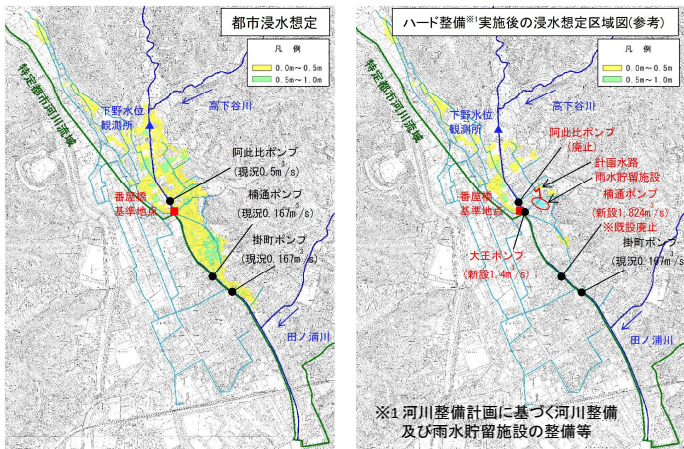 都市浸水想定
凡 例
0.0m～0.5m
0.5m～1.0m
特定都市河川流域
下野水位
観測所
高下谷川
阿此比ポンプ
(現況0.5m³/s)
番屋橋
基準地点
楠通ポンプ
(現況0.167m³/s)
掛町ポンプ
(現況0.167m³/s)
田ノ浦川
ハード整備※1実施後の浸水想定区域図(参考)
凡 例
0.0m～0.5m
0.5m～1.0m
特定都市河川流域
下野水位
観測所
高下谷川
阿此比ポンプ
(廃止)
計画水路
雨水貯留施設
番屋橋
基準地点
楠通ポンプ
(新設1.824m³/s)
※既設廃止
大王ポンプ
(新設1.4m³/s)
掛町ポンプ
(現況0.167m³/s)
田ノ浦川
※1 河川整備計画に基づく河川整備
及び雨水貯留施設の整備等